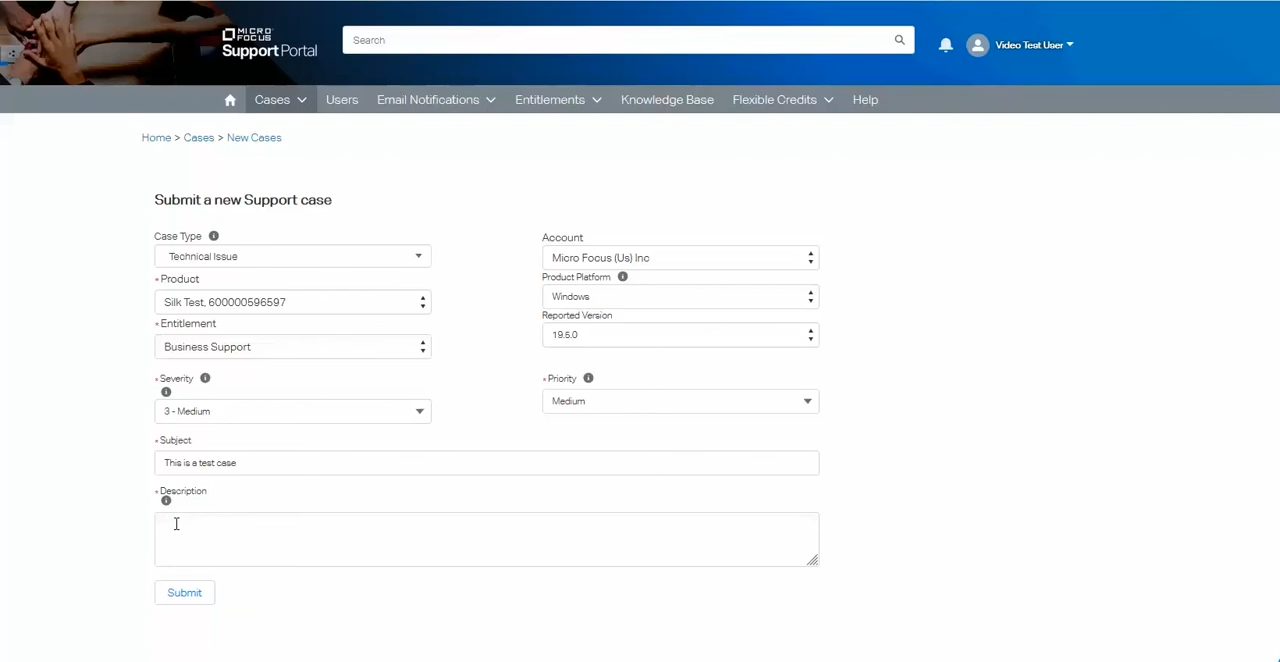 MICRO
FOCUS
Support Portal
Search
Video Test User
Cases
Users
Email Notifications
Entitlements
Knowledge Base
Flexible Credits
Help
Home > Cases > New Cases
Submit a new Support case
Case Type
Technical Issue
* Product
Silk Test, 600000596597
* Entitlement
Business Support
Account
Micro Focus (Us) Inc
Product Platform
Windows
Reported Version
19.5.0
* Severity
3 - Medium
* Priority
Medium
* Subject
This is a test case
* Description
Submit